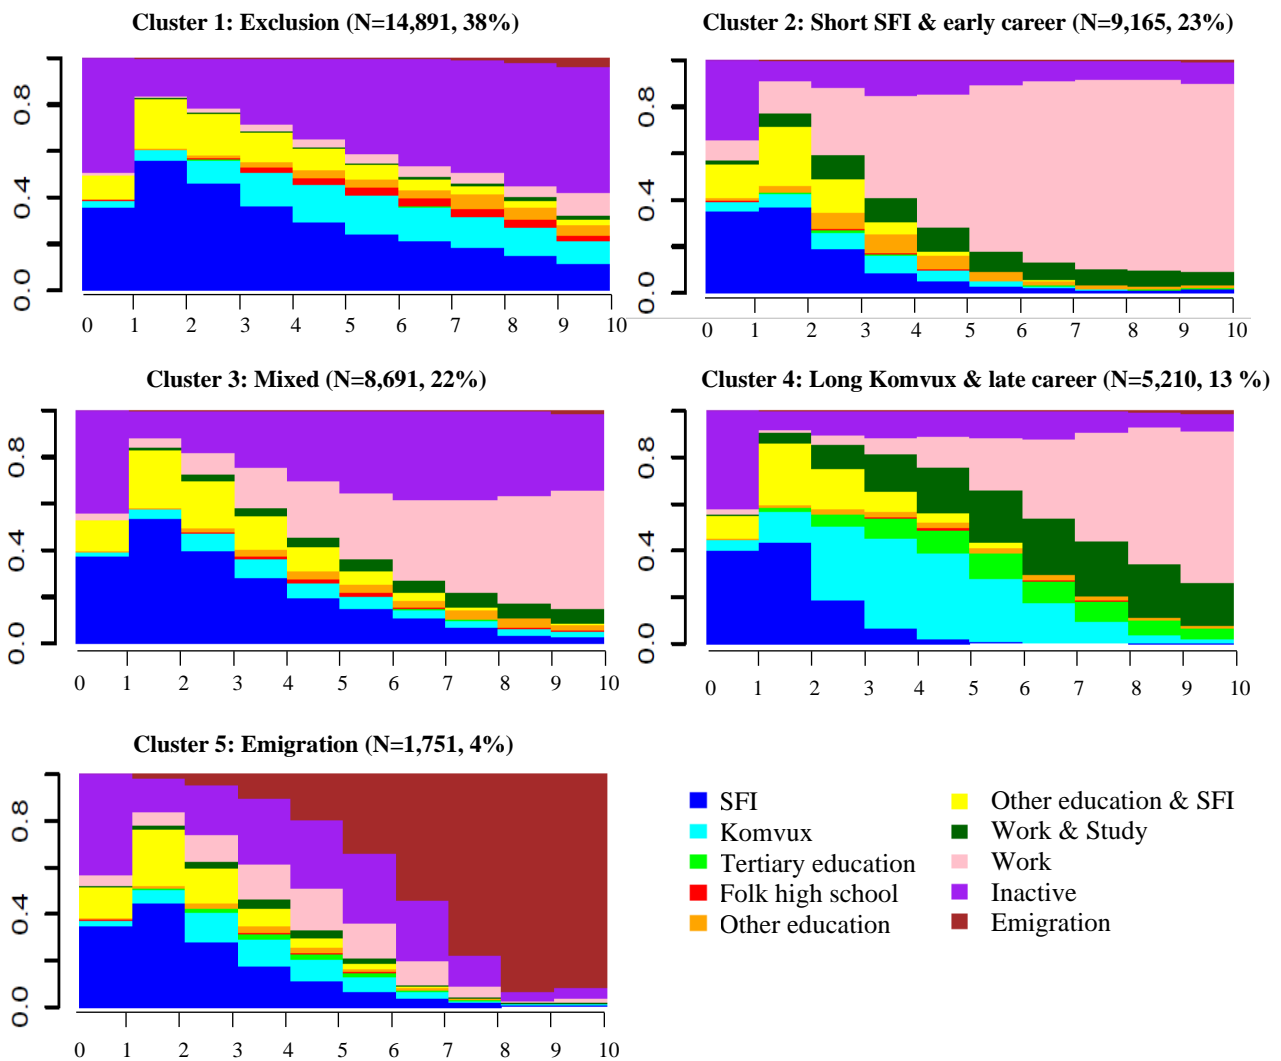 Cluster 1: Exclusion (N=14,891, 38%)
0.0 0.4 0.8
0 1 2 3 4 5 6 7 8 9 10
Cluster 2: Short SFI & early career (N=9,165, 23%)
0.0 0.4 0.8
0 1 2 3 4 5 6 7 8 9 10
Cluster 3: Mixed (N=8,691, 22%)
0.0 0.4 0.8
0 1 2 3 4 5 6 7 8 9 10
Cluster 4: Long Komvux & late career (N=5,210, 13 %)
0.0 0.4 0.8
0 1 2 3 4 5 6 7 8 9 10
Cluster 5: Emigration (N=1,751, 4%)
0.0 0.4 0.8
0 1 2 3 4 5 6 7 8 9 10
SFI
Komvux
Tertiary education
Folk high school
Other education
Other education & SFI
Work & Study
Work
Inactive
Emigration